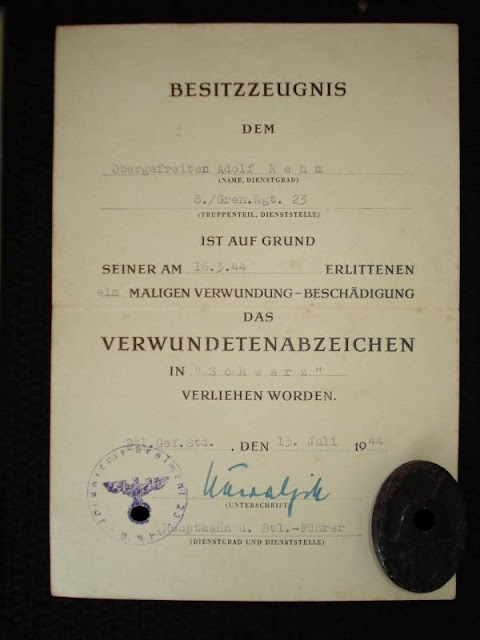 BESITZZEUGNIS
DEM
Obergefreiten Adolf R e h m
(NAME, DIENSTGRAD)
8./Gren.Rgt. 23
(TRUPPENTEIL, DIENSTSTELLE)
IST AUF GRUND
SEINER AM 16.3.44 ERLITTENEN
ein MALIGEN VERWUNDUNG–BESCHÄDIGUNG
DAS
VERWUNDETENABZEICHEN
IN "S c h w a r z"
VERLIEHEN WORDEN.
Btl.Gef.Std. , DEN 13. Juli 1944
(UNTERSCHRIFT)
Hauptmann u. Btl.-Führer
(DIENSTGRAD UND DIENSTSTELLE)